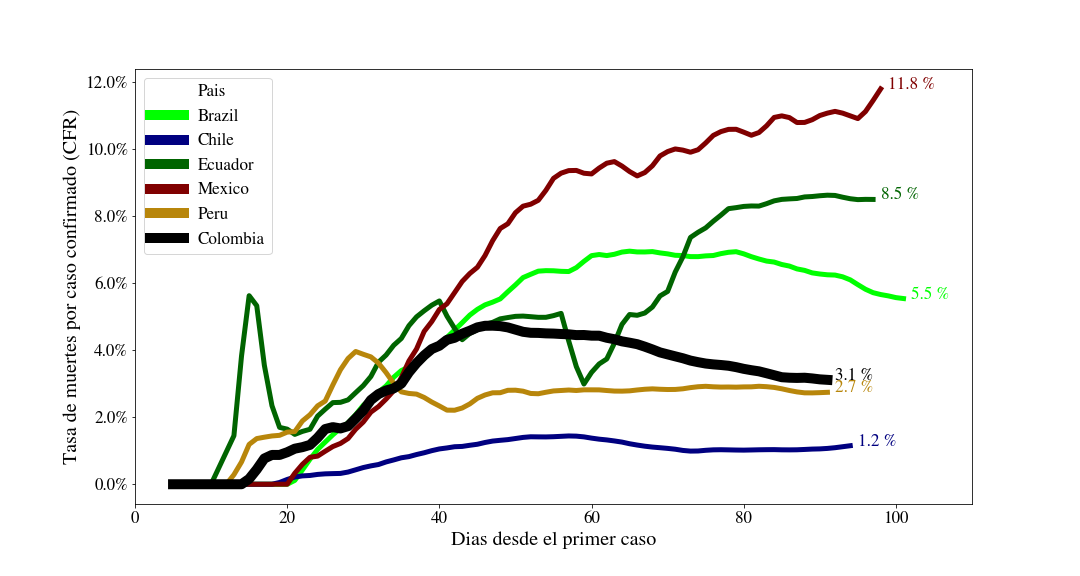 12.0%
10.0%
8.0%
6.0%
4.0%
2.0%
0.0%
Tasa de muertes por caso confirmado (CFR)
Pais
Brazil
Chile
Ecuador
Mexico
Peru
Colombia
11.8 %
8.5 %
5.5 %
3.1 %
2.7 %
1.2 %
0 20 40 60 80 100
Dias desde el primer caso